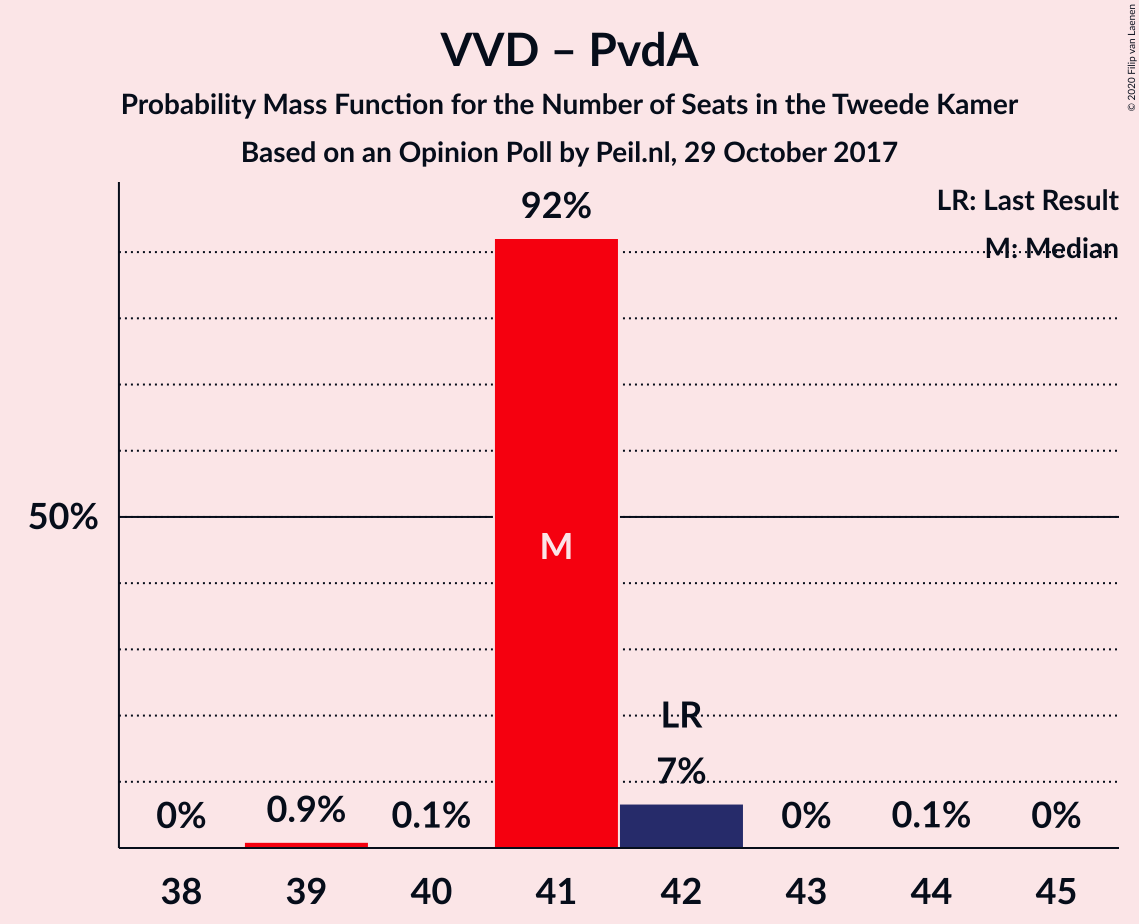 VVD – PvdA
Probability Mass Function for the Number of Seats in the Tweede Kamer
Based on an Opinion Poll by Peil.nl, 29 October 2017
© 2020 Filip van Laenen
LR: Last Result
M: Median
92%
50%
M
LR
7%
0%
0.9%
0.1%
0%
0.1%
0%
38
39
40
41
42
43
44
45